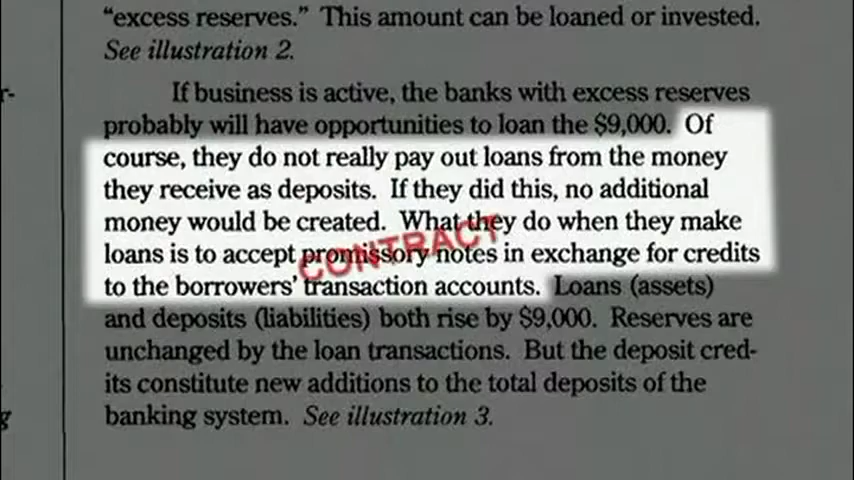 "excess reserves." This amount can be loaned or invested.
See illustration 2.
If business is active, the banks with excess reserves
probably will have opportunities to loan the $9,000. Of
course, they do not really pay out loans from the money
they receive as deposits. If they did this, no additional
money would be created. What they do when they make
loans is to accept promissory notes in exchange for credits
to the borrowers' transaction accounts. Loans (assets)
and deposits (liabilities) both rise by $9,000. Reserves are
unchanged by the loan transactions. But the deposit cred-
its constitute new additions to the total deposits of the
banking system. See illustration 3.
CONTRACT
r-
g